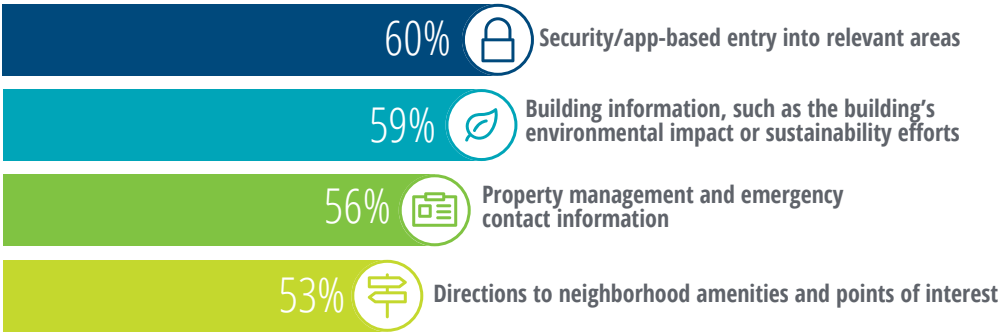 60%
Security/app-based entry into relevant areas
59%
Building information, such as the building's
environmental impact or sustainability efforts
56%
Property management and emergency
contact information
53%
Directions to neighborhood amenities and points of interest